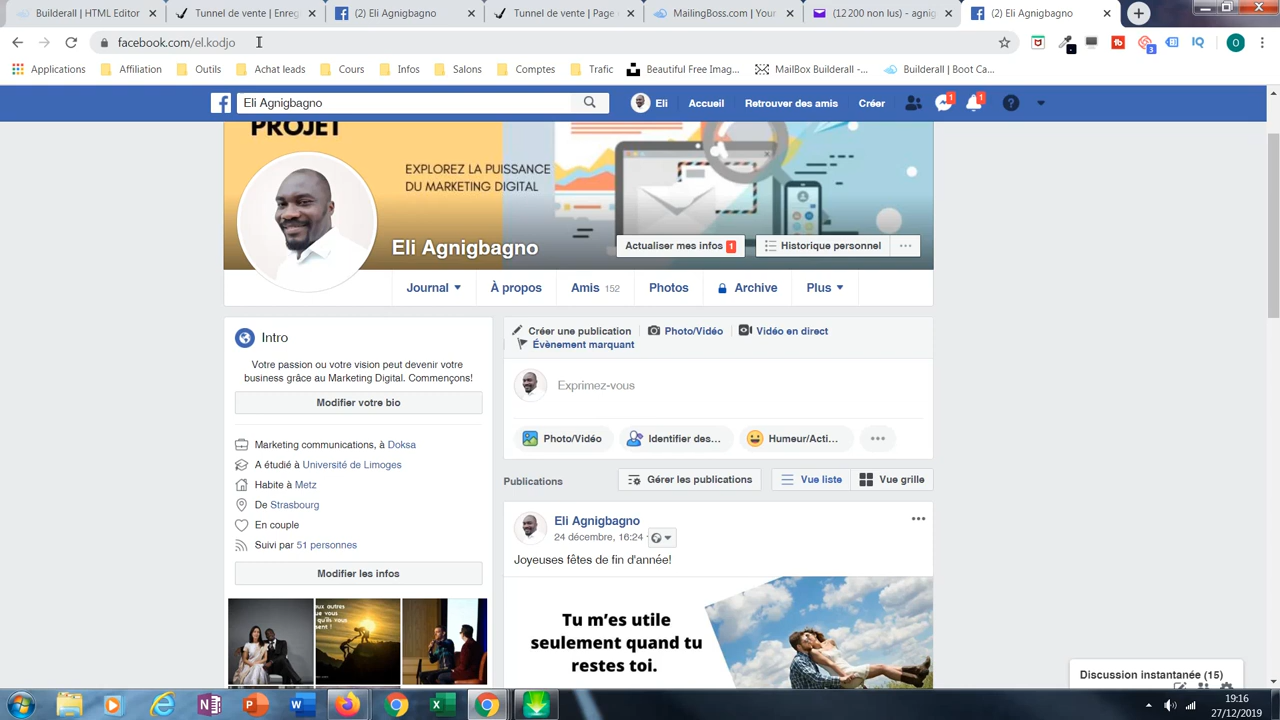 Builderall | HTML Editor
Tunnel de vente | Enreg
(2) Eli Agnigbagno
MailingBoss.com | Your
(12 200 non lus) - agnig
(2) Eli Agnigbagno
facebook.com/el.kodjo
3
O
Applications
Affiliation
Outils
Achat leads
Cours
Infos
Salons
Comptes
Trafic
Beautiful Free Imag...
MailBox Builderall -...
Builderall | Boot Ca...
Eli Agnigbagno
Eli
Accueil
Retrouver des amis
Créer
1
1
PROJET
EXPLOREZ LA PUISSANCE
DU MARKETING DIGITAL
Eli Agnigbagno
Actualiser mes infos 1
Historique personnel
Journal
À propos
Amis 152
Photos
Archive
Plus
Intro
Votre passion ou votre vision peut devenir votre
business grâce au Marketing Digital. Commençons!
Modifier votre bio
Marketing communications, à Doksa
A étudié à Université de Limoges
Habite à Metz
De Strasbourg
En couple
Suivi par 51 personnes
Modifier les infos
Créer une publication
Photo/Vidéo
Vidéo en direct
Évènement marquant
Exprimez-vous
Photo/Vidéo
Identifier des...
Humeur/Acti...
Publications
Gérer les publications
Vue liste
Vue grille
Eli Agnigbagno
24 décembre, 16:24 ·
Joyeuses fêtes de fin d'année!
Tu m'es utile
seulement quand tu
restes toi.
Discussion instantanée (15)
19:16
27/12/2019